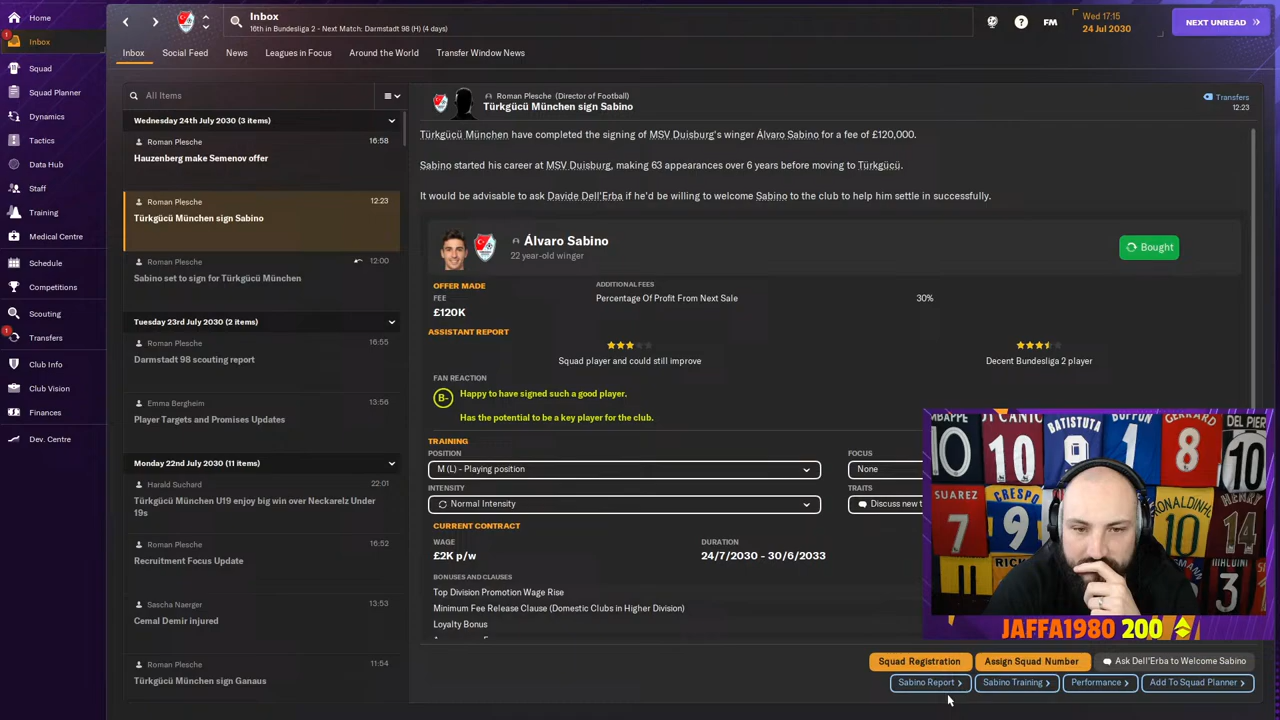 Home
Inbox
Squad
Squad Planner
Dynamics
Tactics
Data Hub
Staff
Training
Medical Centre
Schedule
Competitions
Scouting
Transfers
Club Info
Club Vision
Finances
Dev. Centre
1
1
Inbox
16th in Bundesliga 2 - Next Match: Darmstadt 98 (H) (4 days)
?
FM
Wed 17:15
24 Jul 2030
NEXT UNREAD
Inbox
Social Feed
News
Leagues in Focus
Around the World
Transfer Window News
All Items
Wednesday 24th July 2030 (3 items)
Roman Plesche
16:58
Hauzenberg make Semenov offer
Roman Plesche
12:23
Türkgücü München sign Sabino
Roman Plesche
12:00
Sabino set to sign for Türkgücü München
Tuesday 23rd July 2030 (2 items)
Roman Plesche
16:55
Darmstadt 98 scouting report
Emma Bergheim
13:56
Player Targets and Promises Updates
Monday 22nd July 2030 (11 items)
Harald Suchard
22:01
Türkgücü München U19 enjoy big win over Neckarelz Under
19s
Roman Plesche
16:52
Recruitment Focus Update
Sascha Naerger
13:53
Cemal Demir injured
Roman Plesche
11:54
Türkgücü München sign Ganaus
Roman Plesche (Director of Football)
Türkgücü München sign Sabino
Transfers
12:23
Türkgücü München have completed the signing of MSV Duisburg's winger Álvaro Sabino for a fee of £120,000.
Sabino started his career at MSV Duisburg, making 63 appearances over 6 years before moving to Türkgücü.
It would be advisable to ask Davide Dell'Erba if he'd be willing to welcome Sabino to the club to help him settle in successfully.
Álvaro Sabino
22 year-old winger
Bought
OFFER MADE
FEE
£120K
ADDITIONAL FEES
Percentage Of Profit From Next Sale
30%
ASSISTANT REPORT
Squad player and could still improve
Decent Bundesliga 2 player
FAN REACTION
B-
Happy to have signed such a good player.
Has the potential to be a key player for the club.
TRAINING
POSITION
M (L) - Playing position
FOCUS
None
INTENSITY
Normal Intensity
TRAITS
Discuss new t
CURRENT CONTRACT
WAGE
£2K p/w
DURATION
24/7/2030 - 30/6/2033
BONUSES AND CLAUSES
Top Division Promotion Wage Rise
Minimum Fee Release Clause (Domestic Clubs in Higher Division)
Loyalty Bonus
Squad Registration
Assign Squad Number
Ask Dell'Erba to Welcome Sabino
Sabino Report
Sabino Training
Performance
Add To Squad Planner
MBAPPE
10
DI CANIO
10
BATISTUTA
9
BUFFON
1
GERRARD
8
DEL PIER
10
SUAREZ
7
CRESPO
9
RONALDINHO
10
HENRY
14
3
JAFFA1980 200